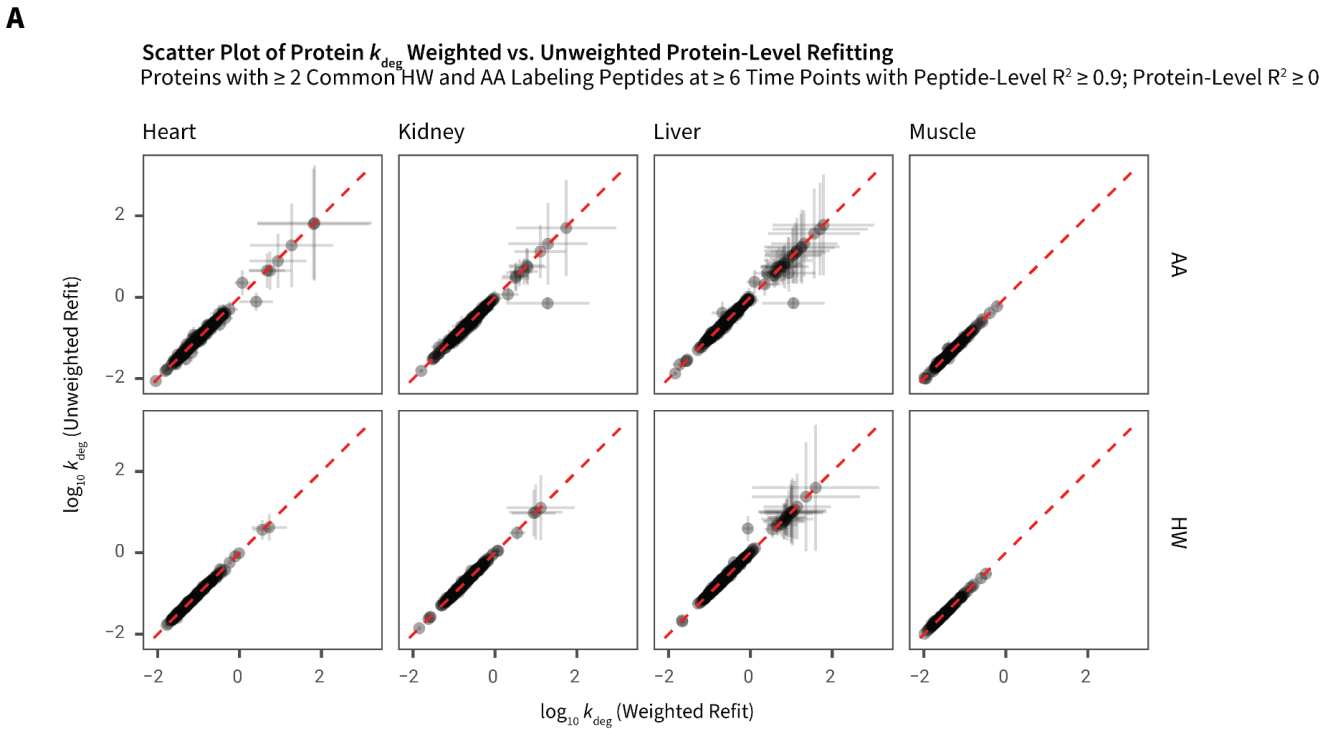 A
Scatter Plot of Protein kdeg Weighted vs. Unweighted Protein-Level Refitting
Proteins with ≥ 2 Common HW and AA Labeling Peptides at ≥ 6 Time Points with Peptide-Level R² ≥ 0.9; Protein-Level R² ≥ 0
Heart Kidney Liver Muscle
2
0
−2
AA
log10 kdeg (Unweighted Refit)
2
0
−2
HW
−2 0 2 −2 0 2 −2 0 2 −2 0 2
log10 kdeg (Weighted Refit)